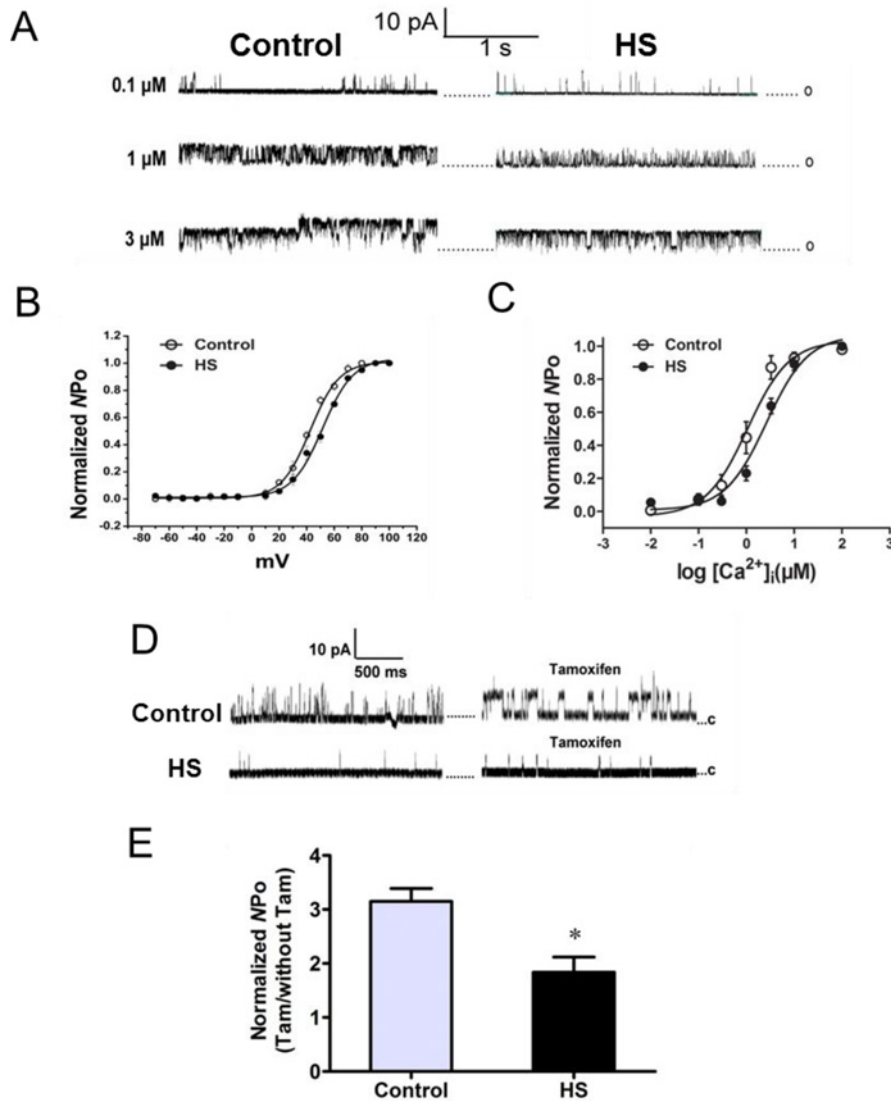 A
10 pA
1 s
Control
HS
0.1 µM
o
1 µM
o
3 µM
o
B
Control
HS
Normalized NPo
1.2
1.0
0.8
0.6
0.4
0.2
0.0
-0.2
-80 -60 -40 -20 0 20 40 60 80 100 120
mV
C
Control
HS
Normalized NPo
1.0
0.8
0.6
0.4
0.2
0.0
-3 -2 -1 0 1 2 3
log [Ca²⁺]i(µM)
D
10 pA
500 ms
Tamoxifen
Control
...c
Tamoxifen
HS
...c
E
Normalized NPo
(Tam/without Tam)
4
3
2
1
0
*
Control HS